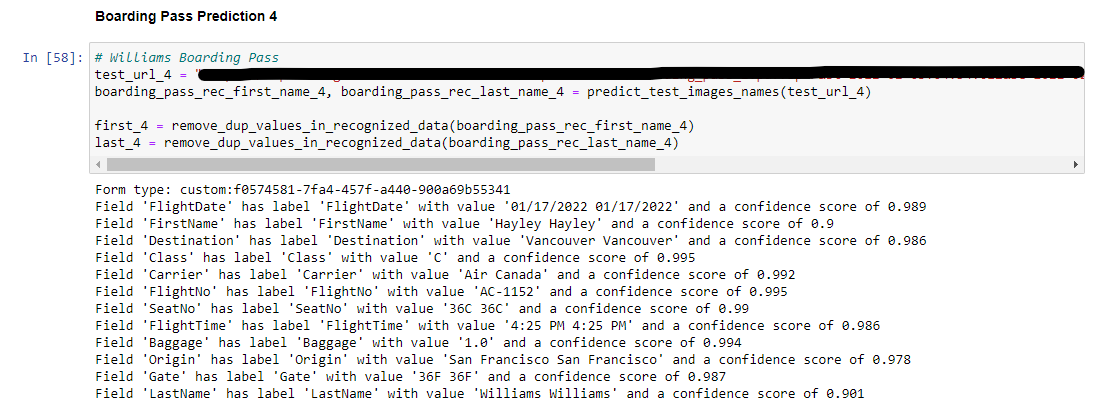 Boarding Pass Prediction 4
In [58]: # Williams Boarding Pass
test_url_4 = '
boarding_pass_rec_first_name_4, boarding_pass_rec_last_name_4 = predict_test_images_names(test_url_4)
first_4 = remove_dup_values_in_recognized_data(boarding_pass_rec_first_name_4)
last_4 = remove_dup_values_in_recognized_data(boarding_pass_rec_last_name_4)
Form type: custom:f0574581-7fa4-457f-a440-900a69b55341
Field 'FlightDate' has label 'FlightDate' with value '01/17/2022 01/17/2022' and a confidence score of 0.989
Field 'FirstName' has label 'FirstName' with value 'Hayley Hayley' and a confidence score of 0.9
Field 'Destination' has label 'Destination' with value 'Vancouver Vancouver' and a confidence score of 0.986
Field 'Class' has label 'Class' with value 'C' and a confidence score of 0.995
Field 'Carrier' has label 'Carrier' with value 'Air Canada' and a confidence score of 0.992
Field 'FlightNo' has label 'FlightNo' with value 'AC-1152' and a confidence score of 0.995
Field 'SeatNo' has label 'SeatNo' with value '36C 36C' and a confidence score of 0.99
Field 'FlightTime' has label 'FlightTime' with value '4:25 PM 4:25 PM' and a confidence score of 0.986
Field 'Baggage' has label 'Baggage' with value '1.0' and a confidence score of 0.994
Field 'Origin' has label 'Origin' with value 'San Francisco San Francisco' and a confidence score of 0.978
Field 'Gate' has label 'Gate' with value '36F 36F' and a confidence score of 0.987
Field 'LastName' has label 'LastName' with value 'Williams Williams' and a confidence score of 0.901